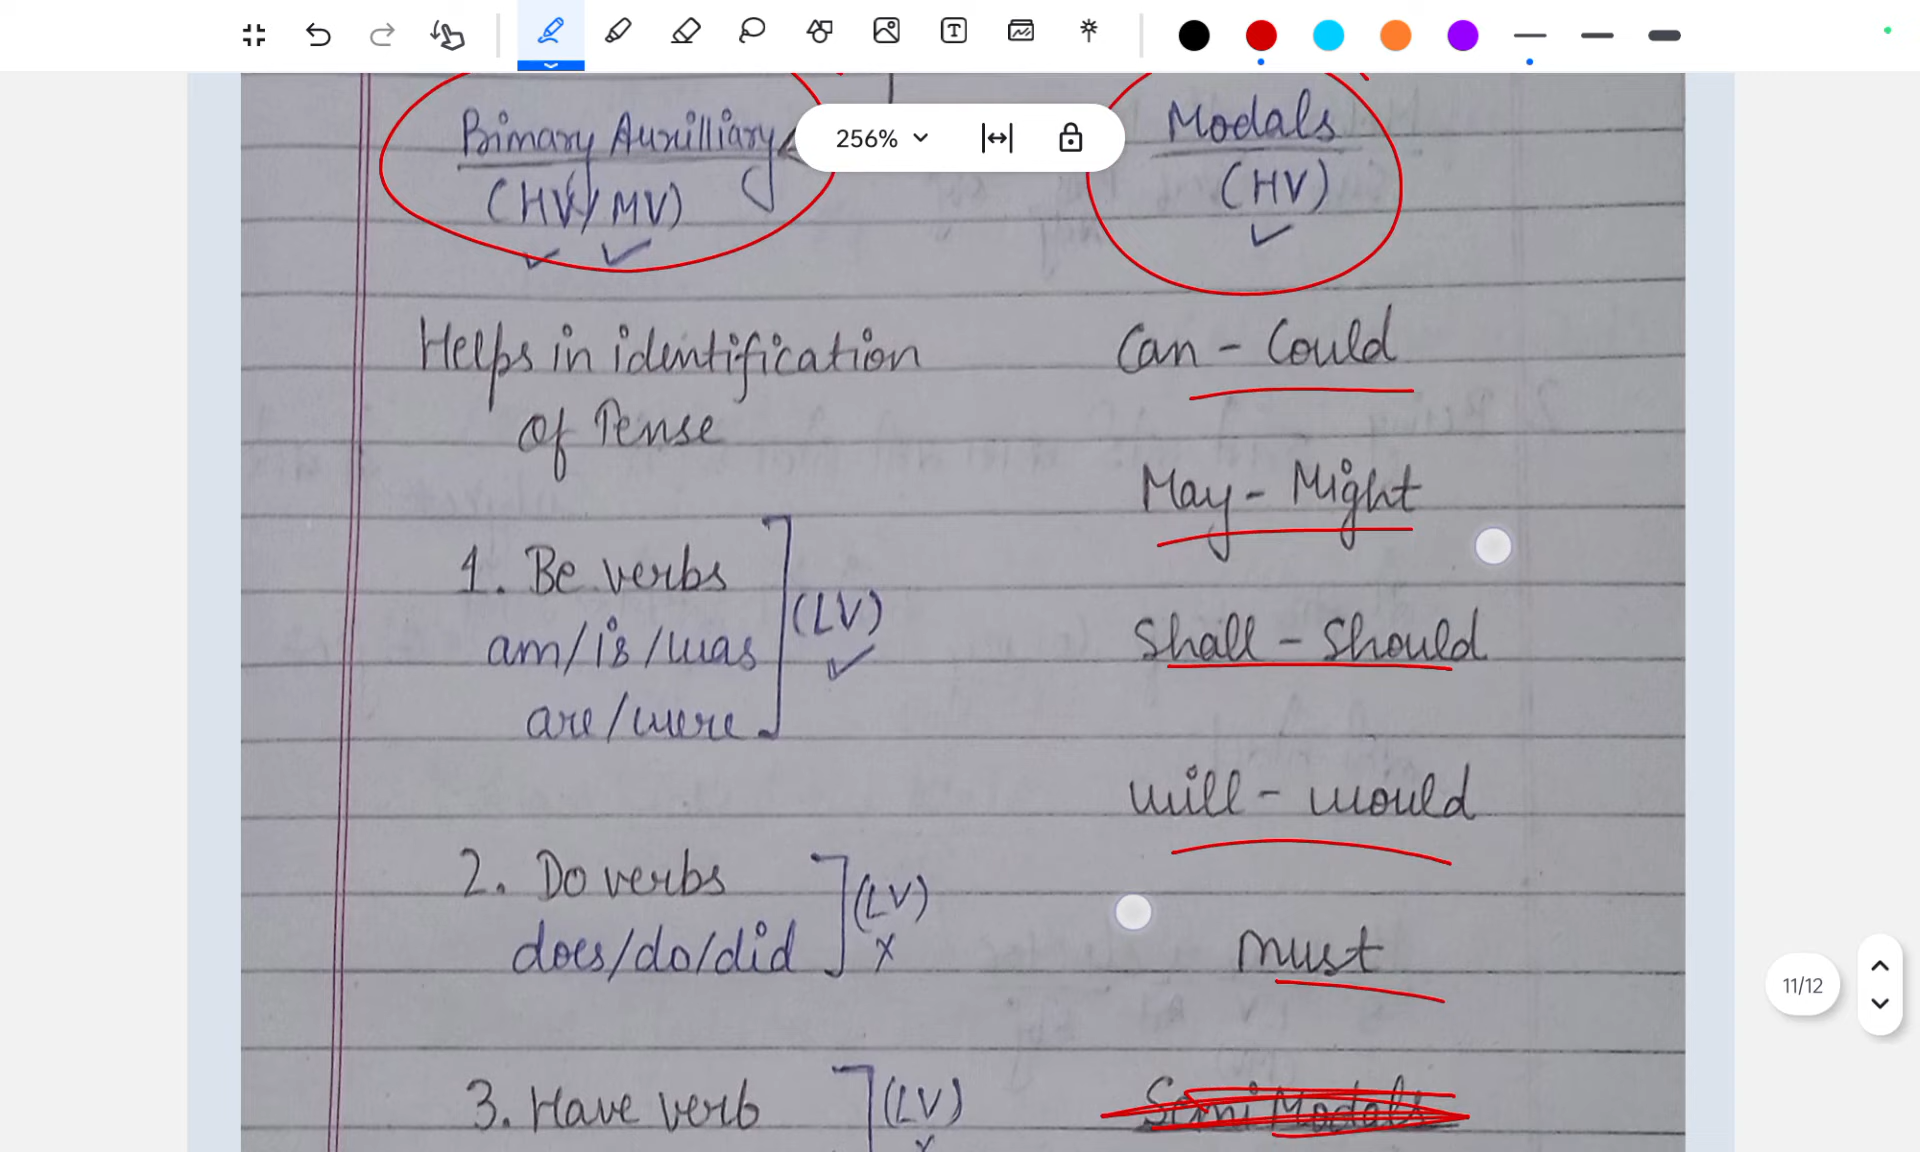 256%
Primary Auxilliary
(HV/MV)
Helps in identification
of Tense
1. Be verbs
am/is/was
are/were
(LV)
2. Do verbs
does/do/did
(LV)
X
3. Have verb
(LV)
Modals
(HV)
Can - Could
May - Might
Shall - Should
will - would
must
Semi Modals
11/12